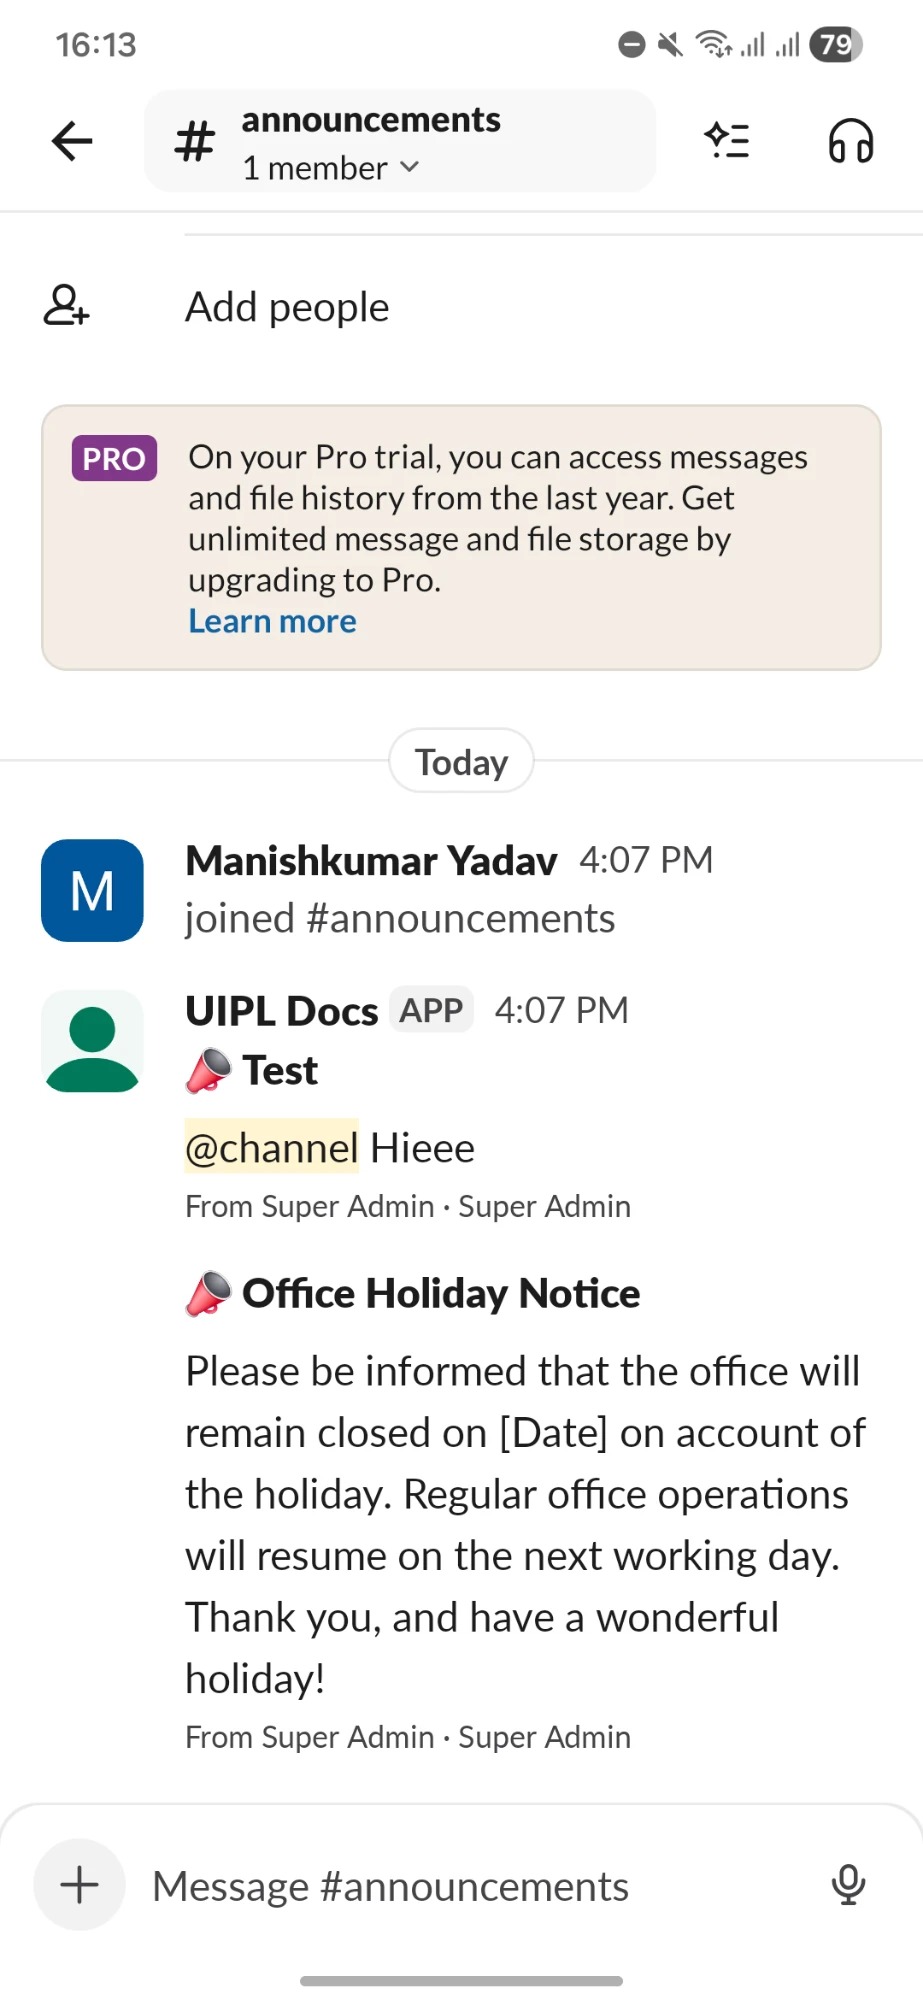 16:13
79
# announcements
1 member
Add people
PRO
On your Pro trial, you can access messages
and file history from the last year. Get
unlimited message and file storage by
upgrading to Pro.
Learn more
Today
M
Manishkumar Yadav 4:07 PM
joined #announcements
UIPL Docs APP 4:07 PM
Test
@channel Hieee
From Super Admin · Super Admin
Office Holiday Notice
Please be informed that the office will
remain closed on [Date] on account of
the holiday. Regular office operations
will resume on the next working day.
Thank you, and have a wonderful
holiday!
From Super Admin · Super Admin
Message #announcements